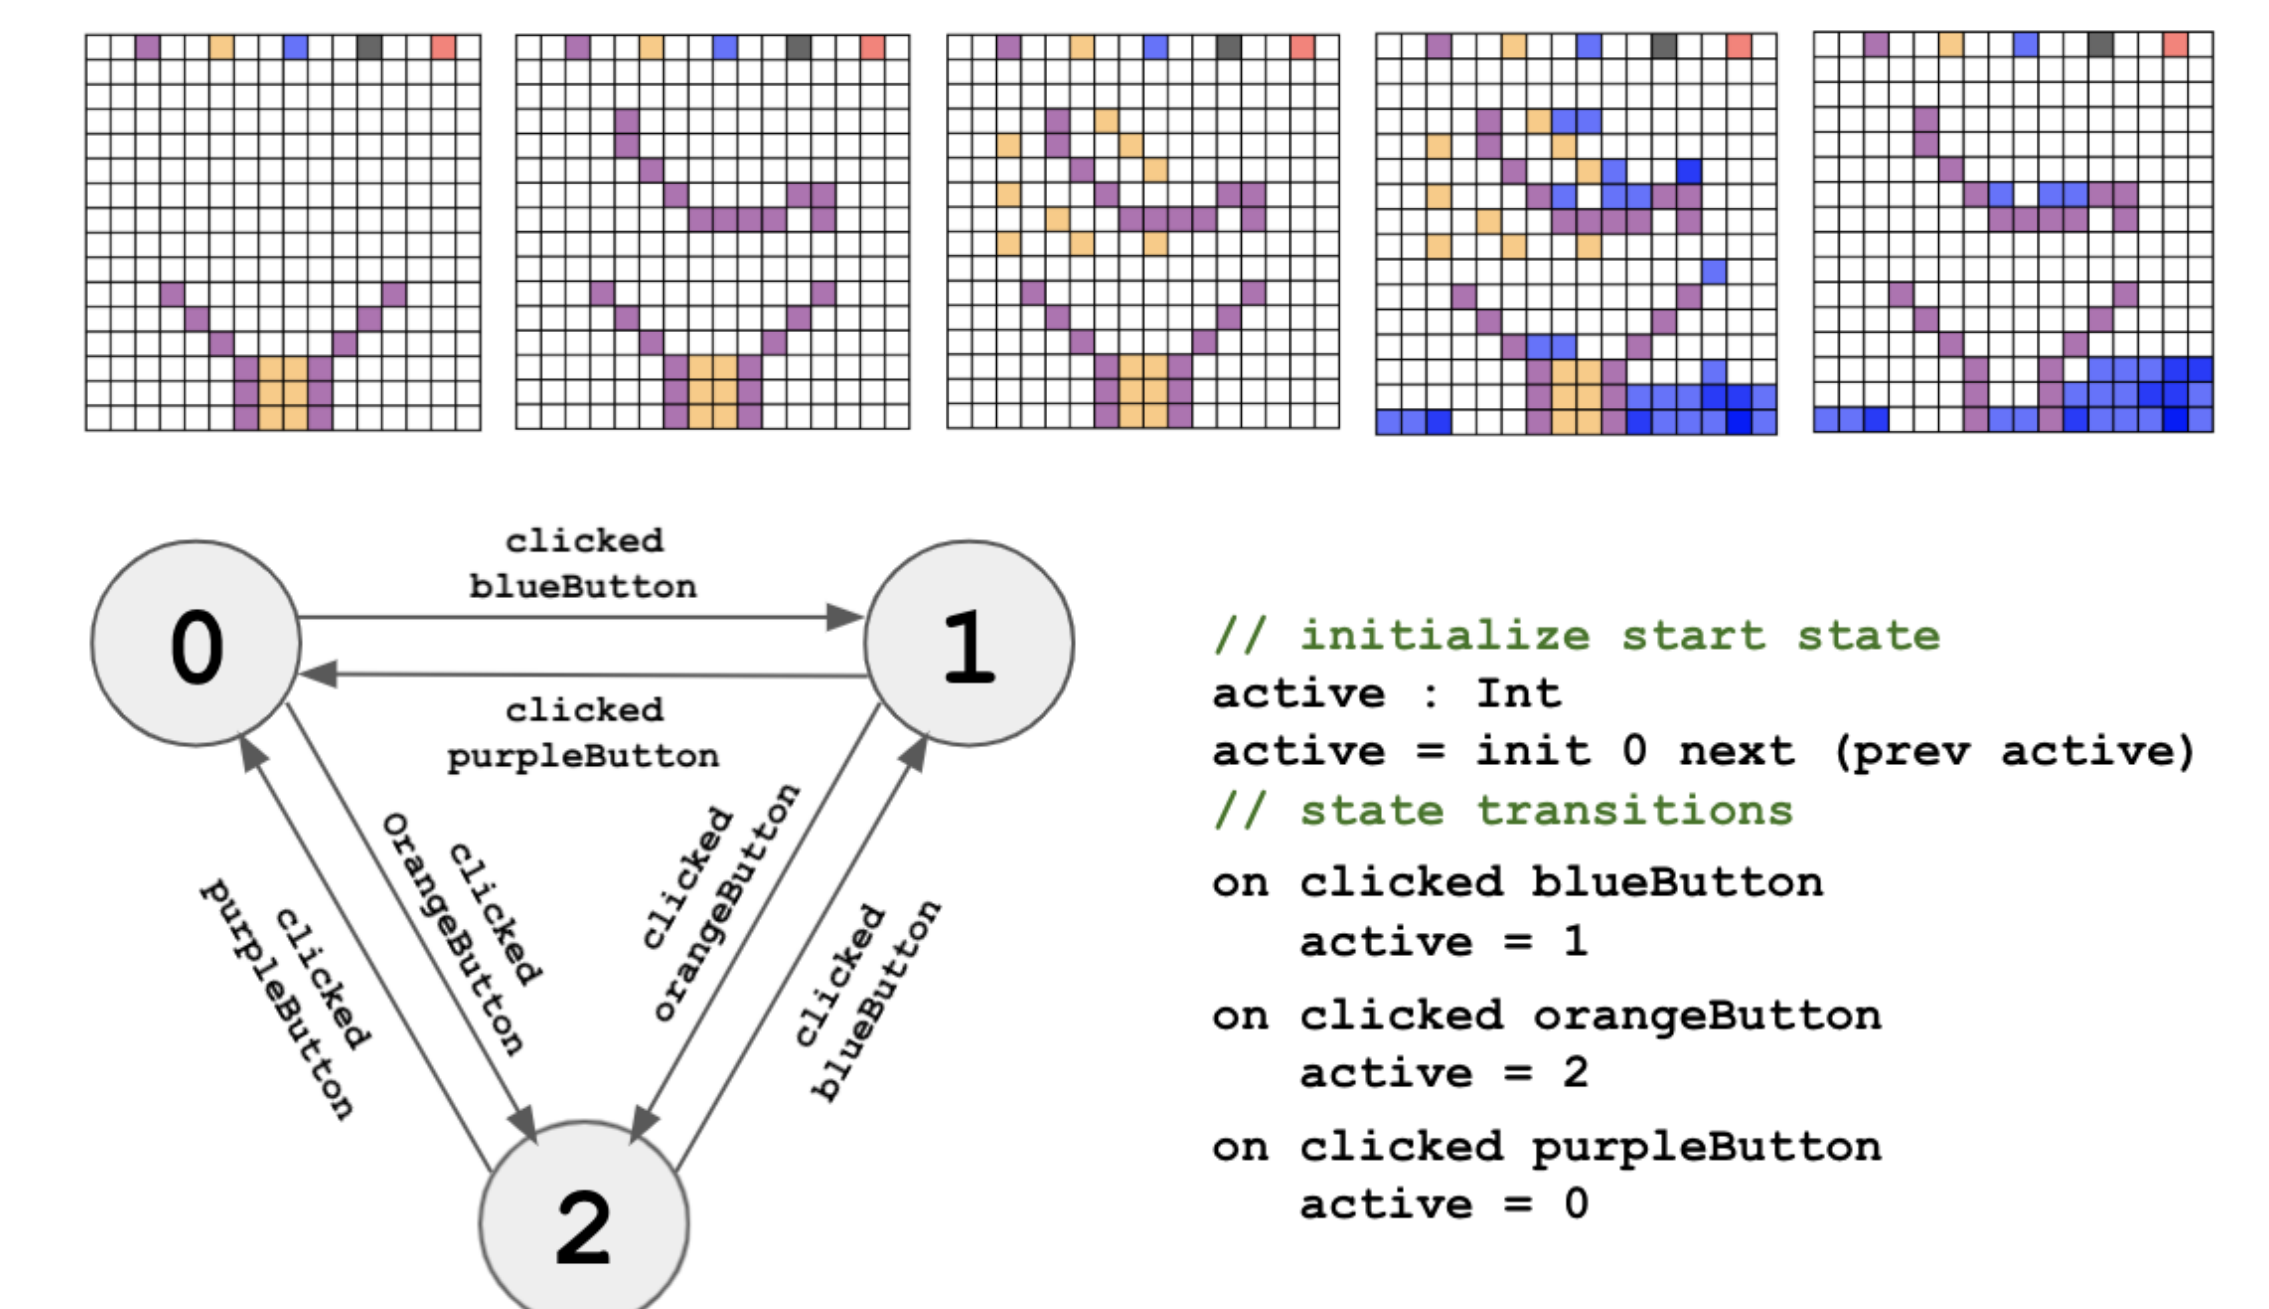 clicked
blueButton
0
1
clicked
purpleButton
clicked
OrangeButton
clicked
orangeButton
clicked
purpleButton
clicked
blueButton
2
// initialize start state
active : Int
active = init 0 next (prev active)
// state transitions
on clicked blueButton
active = 1
on clicked orangeButton
active = 2
on clicked purpleButton
active = 0